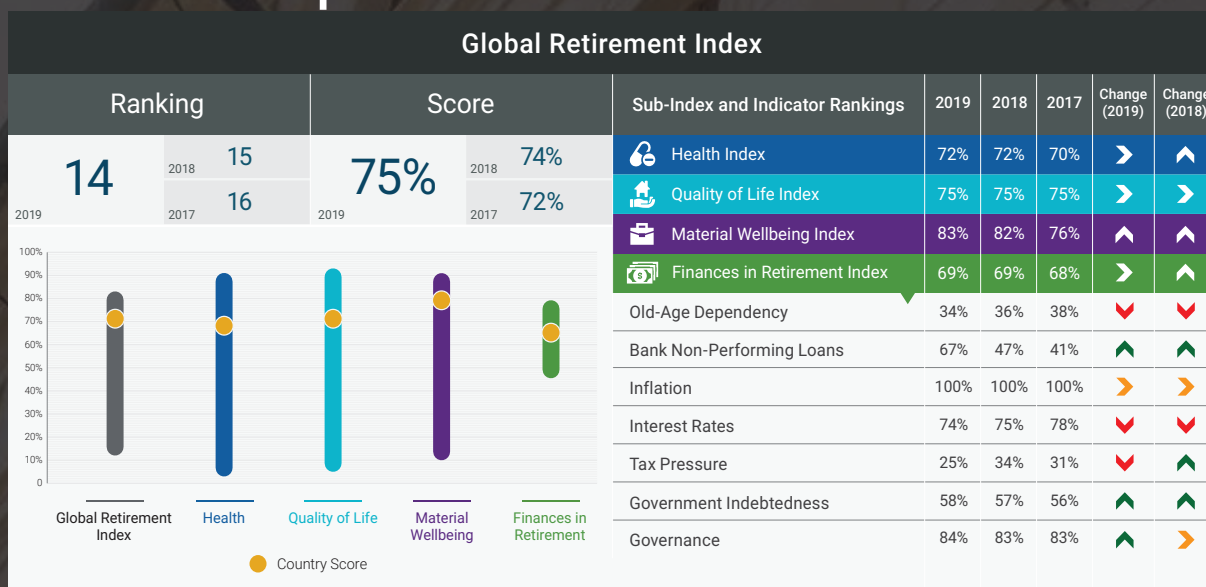 Global Retirement Index
Ranking
Score
14
2019
2018
15
2017
16
75%
2019
2018
74%
2017
72%
100%
90%
80%
70%
60%
50%
40%
30%
20%
10%
0
Global Retirement
Index
Health
Quality of Life
Material
Wellbeing
Finances in
Retirement
Country Score
Sub-Index and Indicator Rankings 2019 2018 2017 Change (2019) Change (2018)
Health Index 72% 72% 70%
Quality of Life Index 75% 75% 75%
Material Wellbeing Index 83% 82% 76%
Finances in Retirement Index 69% 69% 68%
Old-Age Dependency 34% 36% 38%
Bank Non-Performing Loans 67% 47% 41%
Inflation 100% 100% 100%
Interest Rates 74% 75% 78%
Tax Pressure 25% 34% 31%
Government Indebtedness 58% 57% 56%
Governance 84% 83% 83%